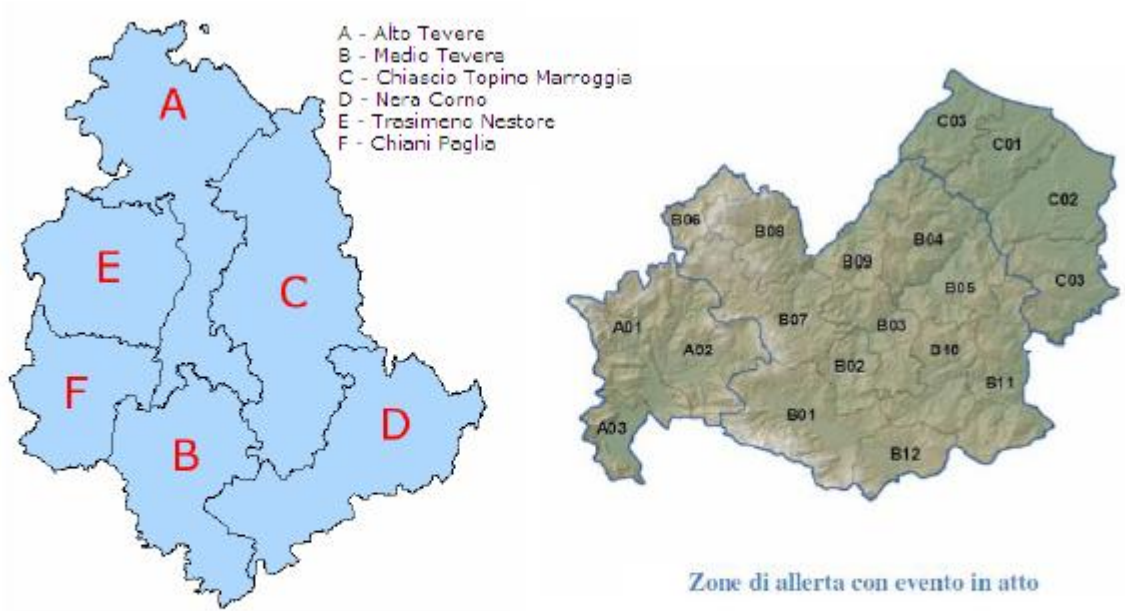 A - Alto Tevere
B - Medio Tevere
C - Chiascio Topino Marroggia
D - Nera Corno
E - Trasimeno Nestore
F - Chiani Paglia
A
E
C
F
D
B
C03
C01
C02
B06
B08
B04
B09
C03
B05
A01
B07
B03
A02
B10
B02
B11
B01
A03
B12
Zone di allerta con evento in atto